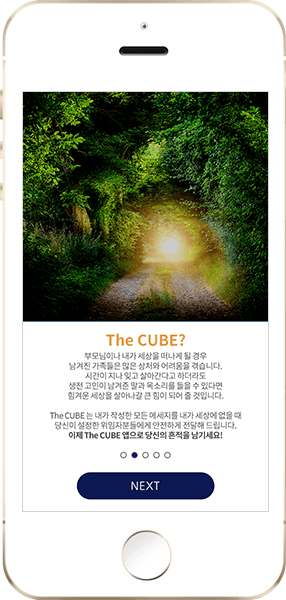 The CUBE?
부모님이나 내가 세상을 떠나게 될 경우
남겨진 가족들은 많은 상처와 어려움을 겪습니다.
시간이 지나 잊고 살아간다고 하더라도
생전 고인이 남겨준 말과 목소리를 들을 수 있다면
힘겨운 세상을 살아나갈 큰 힘이 되어 줄 것입니다.
The CUBE 는 내가 작성한 모든 메세지를 내가 세상에 없을 때
당신이 설정한 위임자분들에게 안전하게 전달해 드립니다.
이제 The CUBE 앱으로 당신의 흔적을 남기세요!
NEXT